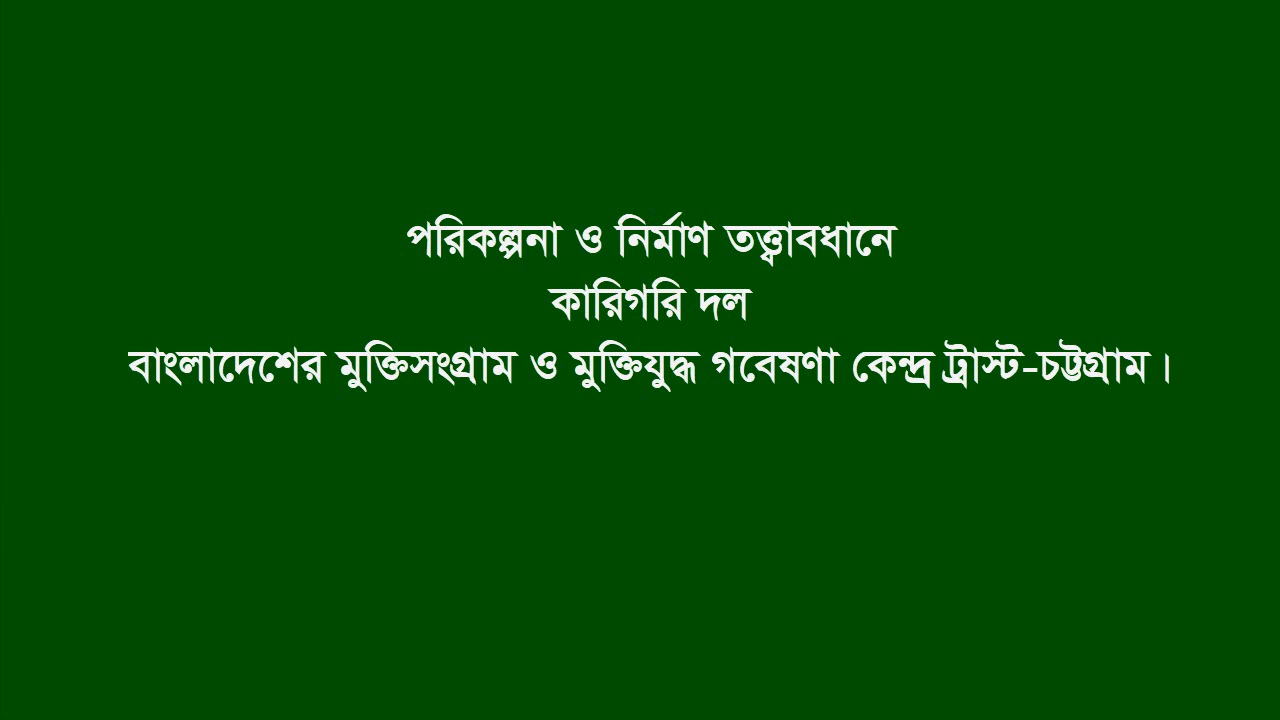 পরিকল্পনা ও নির্মাণ তত্ত্বাবধানে
কারিগরি দল
বাংলাদেশের মুক্তিসংগ্রাম ও মুক্তিযুদ্ধ গবেষণা কেন্দ্র ট্রাস্ট-চট্টগ্রাম।